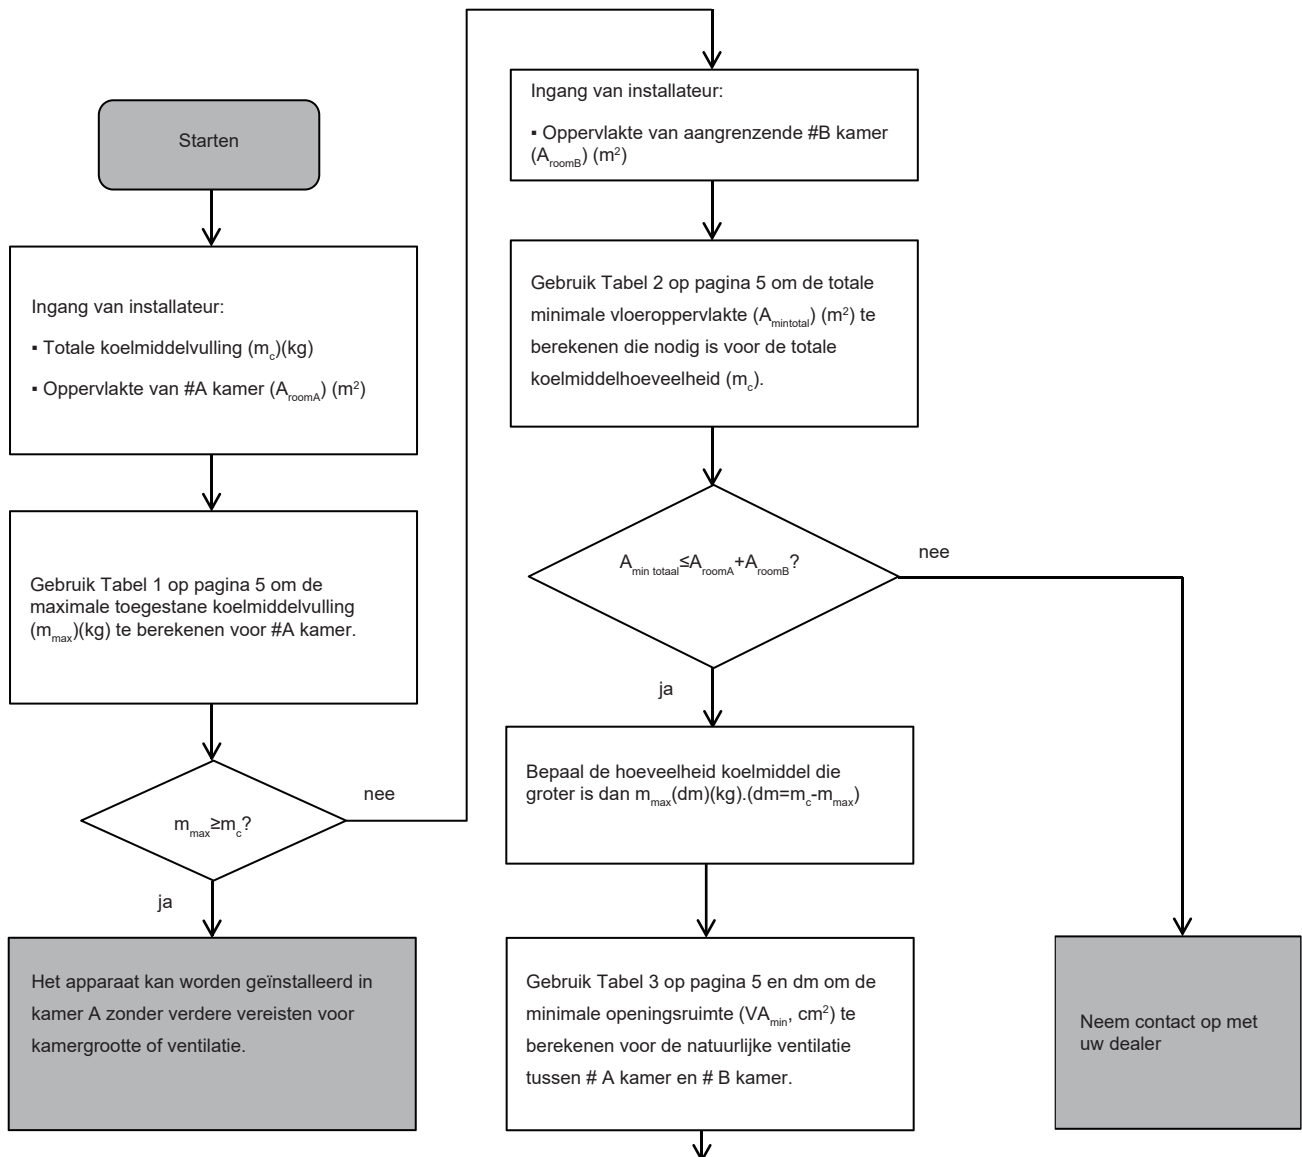 Starten
Ingang van installateur:
▪ Totale koelmiddelvulling (mc)(kg)
▪ Oppervlakte van #A kamer (AroomA) (m²)
Gebruik Tabel 1 op pagina 5 om de
maximale toegestane koelmiddelvulling
(mmax)(kg) te berekenen voor #A kamer.
mmax≥mc?
nee
ja
Het apparaat kan worden geïnstalleerd in
kamer A zonder verdere vereisten voor
kamergrootte of ventilatie.
Ingang van installateur:
▪ Oppervlakte van aangrenzende #B kamer
(AroomB) (m²)
Gebruik Tabel 2 op pagina 5 om de totale
minimale vloeroppervlakte (Amintotal) (m²) te
berekenen die nodig is voor de totale
koelmiddelhoeveelheid (mc).
Amin totaal≤AroomA+AroomB?
nee
ja
Bepaal de hoeveelheid koelmiddel die
groter is dan mmax(dm)(kg).(dm=mc-mmax)
Gebruik Tabel 3 op pagina 5 en dm om de
minimale openingsruimte (VAmin, cm²) te
berekenen voor de natuurlijke ventilatie
tussen # A kamer en # B kamer.
Neem contact op met
uw dealer